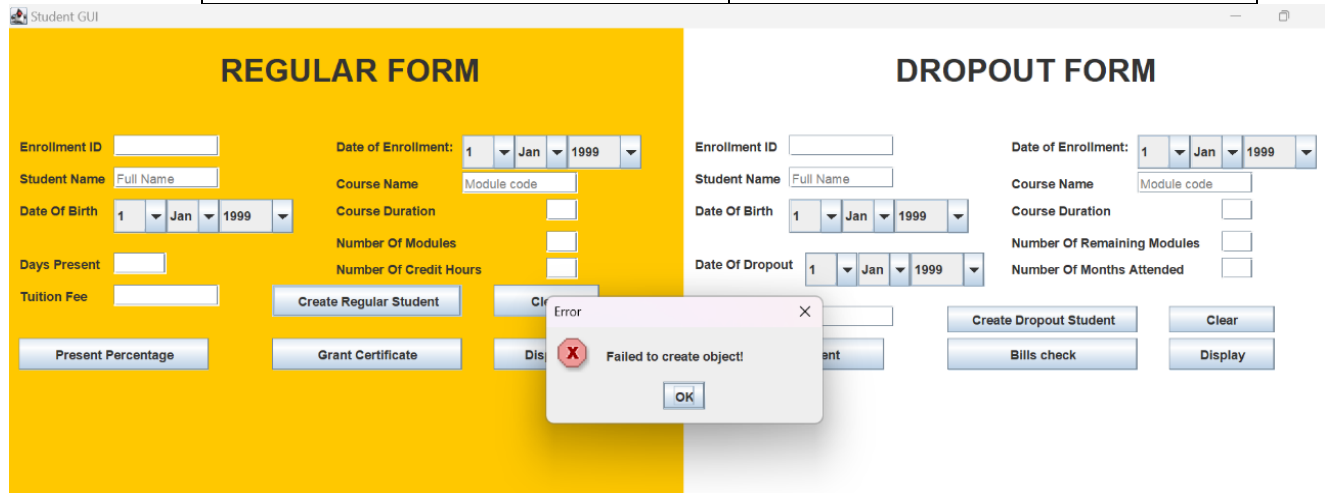 Student GUI
REGULAR FORM
Enrollment ID
Date of Enrollment: 1 Jan 1999
Student Name Full Name
Course Name Module code
Date Of Birth 1 Jan 1999
Course Duration
Number Of Modules
Days Present
Number Of Credit Hours
Tuition Fee
Create Regular Student
Present Percentage
Grant Certificate
DROPOUT FORM
Enrollment ID
Date of Enrollment: 1 Jan 1999
Student Name Full Name
Course Name Module code
Date Of Birth 1 Jan 1999
Course Duration
Number Of Remaining Modules
Date Of Dropout 1 Jan 1999
Number Of Months Attended
Create Dropout Student
Clear
Bills check
Display
Error
X
Failed to create object!
OK